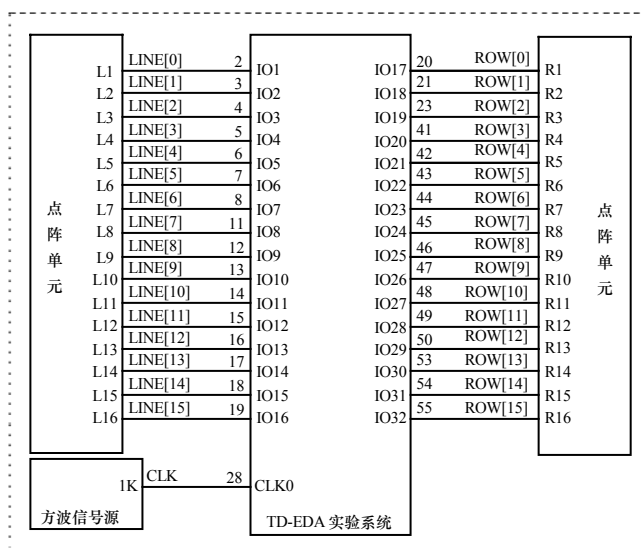 L1 LINE[0] 2 IO1 IO17 20 ROW[0] R1
L2 LINE[1] 3 IO2 IO18 21 ROW[1] R2
L3 LINE[2] 4 IO3 IO19 23 ROW[2] R3
L4 LINE[3] 5 IO4 IO20 41 ROW[3] R4
L5 LINE[4] 6 IO5 IO21 42 ROW[4] R5
L6 LINE[5] 7 IO6 IO22 43 ROW[5] R6
L7 LINE[6] 8 IO7 IO23 44 ROW[6] R7
L8 LINE[7] 11 IO8 IO24 45 ROW[7] R8
L9 LINE[8] 12 IO9 IO25 46 ROW[8] R9
L10 LINE[9] 13 IO10 IO26 47 ROW[9] R10
L11 LINE[10] 14 IO11 IO27 48 ROW[10] R11
L12 LINE[11] 15 IO12 IO28 49 ROW[11] R12
L13 LINE[12] 16 IO13 IO29 50 ROW[12] R13
L14 LINE[13] 17 IO14 IO30 53 ROW[13] R14
L15 LINE[14] 18 IO15 IO31 54 ROW[14] R15
L16 LINE[15] 19 IO16 IO32 55 ROW[15] R16
点阵单元
点阵单元
1K CLK 28 CLK0
方波信号源
TD-EDA 实验系统